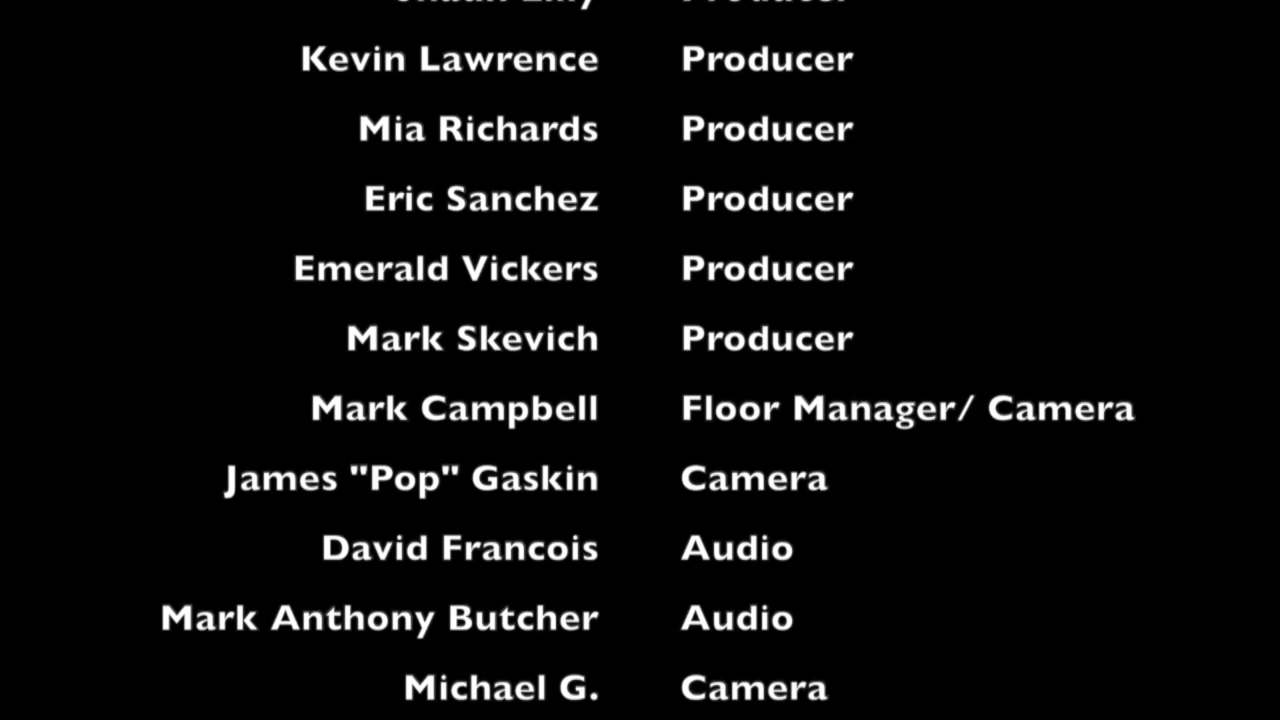 Producer
Kevin Lawrence Producer
Mia Richards Producer
Eric Sanchez Producer
Emerald Vickers Producer
Mark Skevich Producer
Mark Campbell Floor Manager/ Camera
James "Pop" Gaskin Camera
David Francois Audio
Mark Anthony Butcher Audio
Michael G. Camera